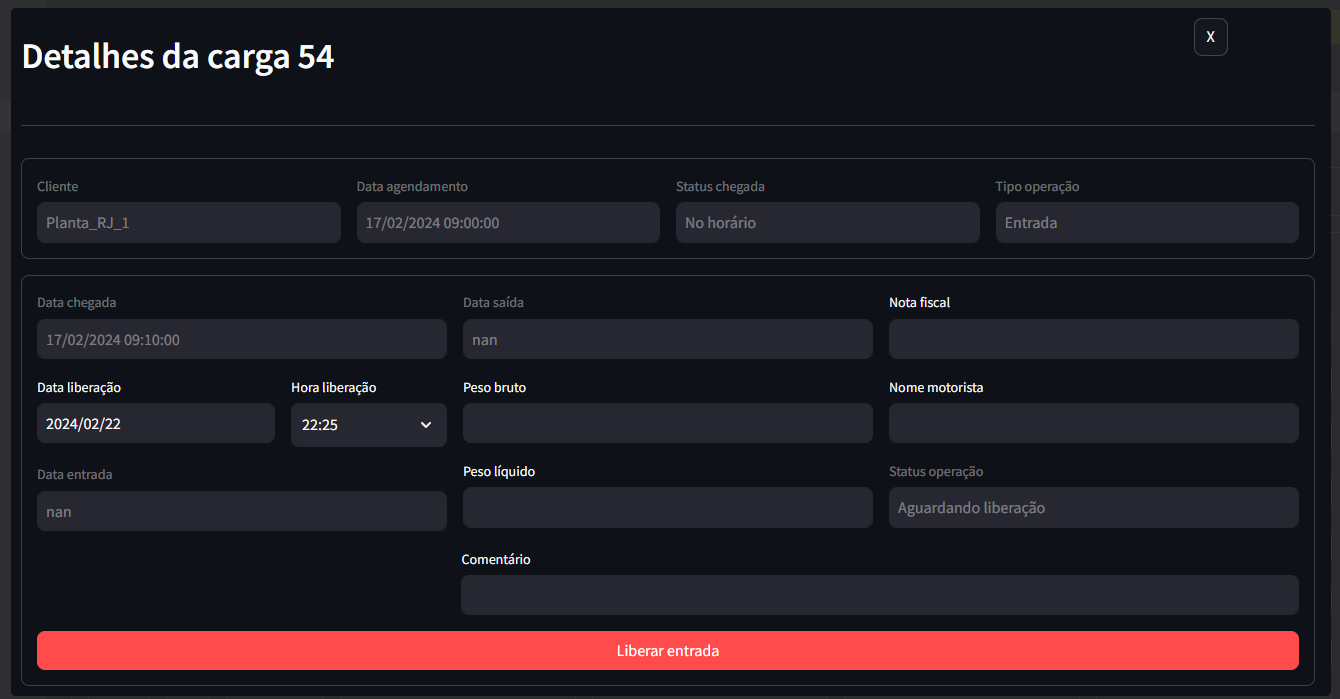 Detalhes da carga 54
X
Cliente
Data agendamento
Status chegada
Tipo operação
Planta_RJ_1
17/02/2024 09:00:00
No horário
Entrada
Data chegada
Data saída
Nota fiscal
17/02/2024 09:10:00
nan
Data liberação
Hora liberação
Peso bruto
Nome motorista
2024/02/22
22:25
Data entrada
Peso líquido
Status operação
nan
Aguardando liberação
Comentário
Liberar entrada